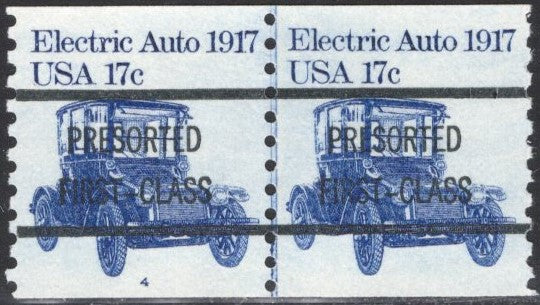 Electric Auto 1917
USA 17c
PRESORTED
FIRST-CLASS
4
Electric Auto 1917
USA 17c
PRESORTED
FIRST-CLASS